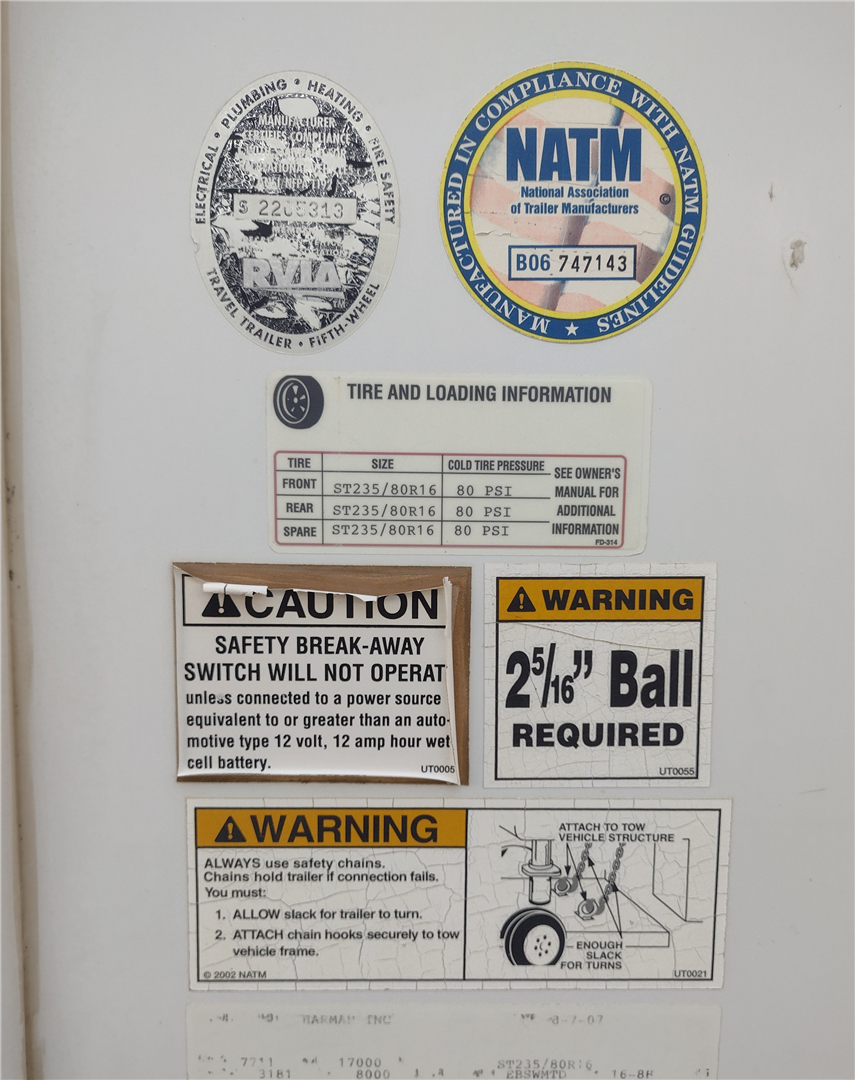 ELECTRICAL • PLUMBING • HEATING • FIRE SAFETY
MANUFACTURER
CERTIFIES COMPLIANCE
RVIA
TRAVEL TRAILER • FIFTH-WHEEL
MANUFACTURED IN COMPLIANCE WITH NATM GUIDELINES
NATM
National Association
of Trailer Manufacturers
©
B06 747143
TIRE AND LOADING INFORMATION
TIRE SIZE COLD TIRE PRESSURE SEE OWNER'S
FRONT ST235/80R16 80 PSI MANUAL FOR
REAR ST235/80R16 80 PSI ADDITIONAL
SPARE ST235/80R16 80 PSI INFORMATION
FD-314
CAUTION
SAFETY BREAK-AWAY
SWITCH WILL NOT OPERAT
unless connected to a power source
equivalent to or greater than an auto-
motive type 12 volt, 12 amp hour wet
cell battery.
UT0005
WARNING
2 5/16” Ball
REQUIRED
UT0055
WARNING
ALWAYS use safety chains.
Chains hold trailer if connection fails.
You must:
1. ALLOW slack for trailer to turn.
2. ATTACH chain hooks securely to tow
vehicle frame.
© 2002 NATM
ATTACH TO TOW
VEHICLE STRUCTURE
ENOUGH
SLACK
FOR TURNS
UT0021
INC
7711 17000 ST235/80R16
3181 8000 16-8H